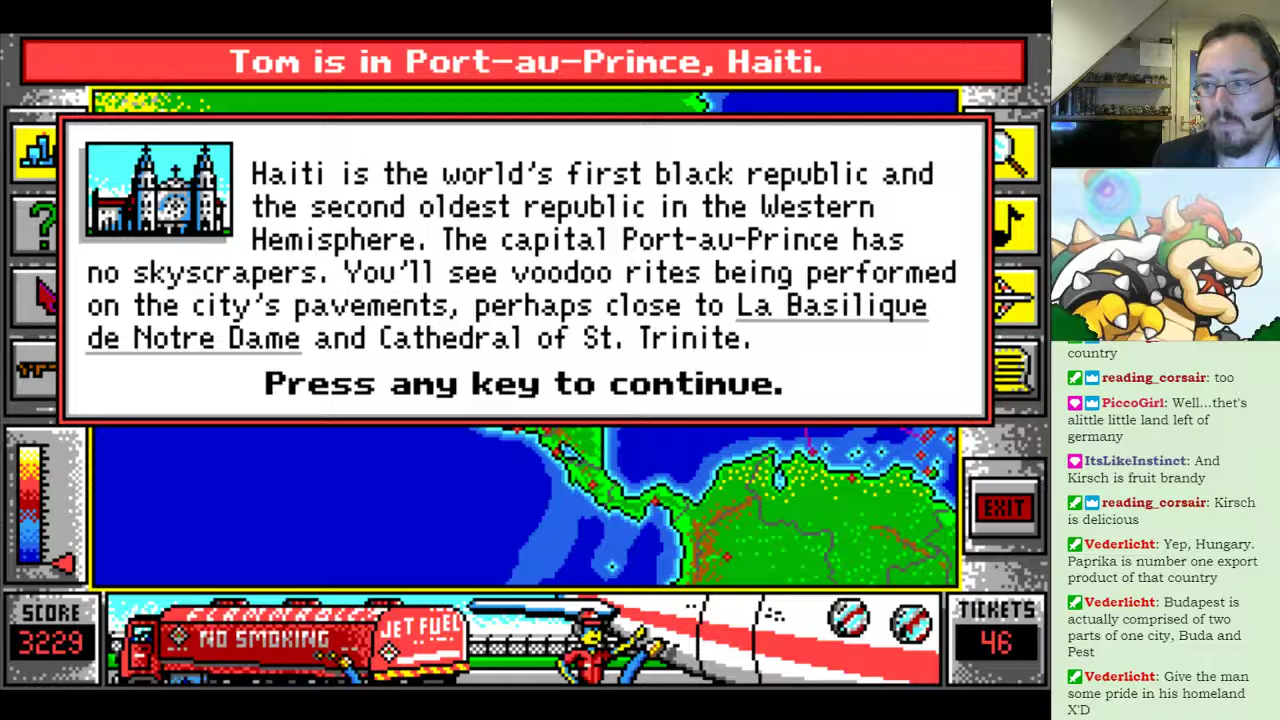 Tom is in Port-au-Prince, Haiti.
Haiti is the world's first black republic and
the second oldest republic in the Western
Hemisphere. The capital Port-au-Prince has
no skyscrapers. You'll see voodoo rites being performed
on the city's pavements, perhaps close to La Basilique
de Notre Dame and Cathedral of St. Trinite.
Press any key to continue.
EXIT
SCORE
3229
NO SMOKING
JET FUEL
TICKETS
46
country
reading_corsair: too
PiccoGirl: Well...thet's
alittle little land left of
germany
ItsLikeInstinct: And
Kirsch is fruit brandy
reading_corsair: Kirsch
is delicious
Vederlicht: Yep, Hungary.
Paprika is number one export
product of that country
Vederlicht: Budapest is
actually comprised of two
parts of one city, Buda and
Pest
Vederlicht: Give the man
some pride in his homeland
X'D